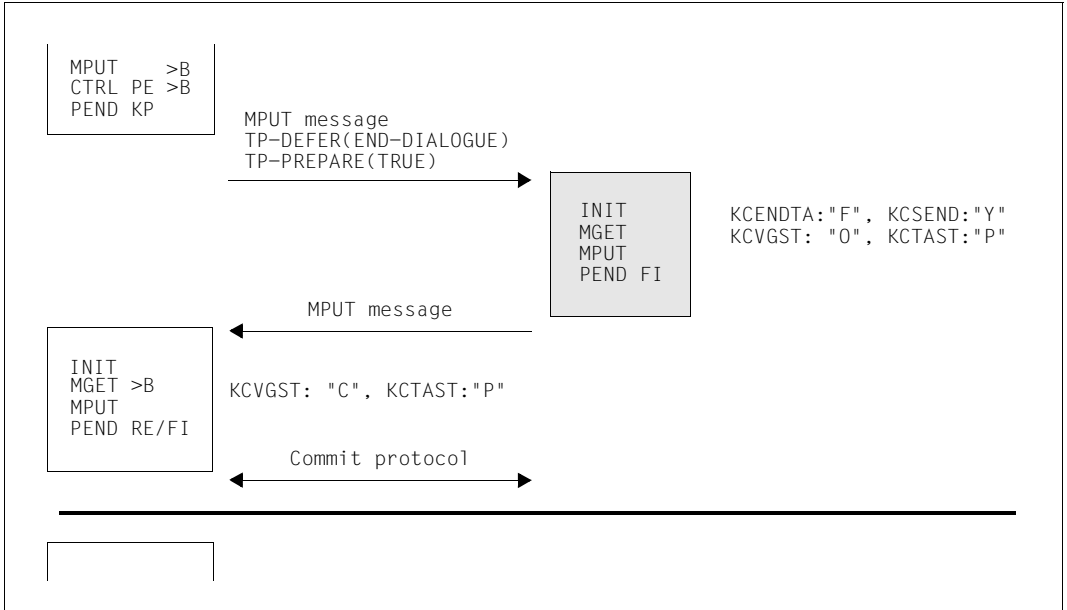 MPUT >B
CTRL PE >B
PEND KP
MPUT message
TP-DEFER(END-DIALOGUE)
TP-PREPARE(TRUE)
INIT
MGET
MPUT
PEND FI
KCENDTA:"F", KCSEND:"Y"
KCVGST: "O", KCTAST:"P"
MPUT message
INIT
MGET >B
MPUT
PEND RE/FI
KCVGST: "C", KCTAST:"P"
Commit protocol